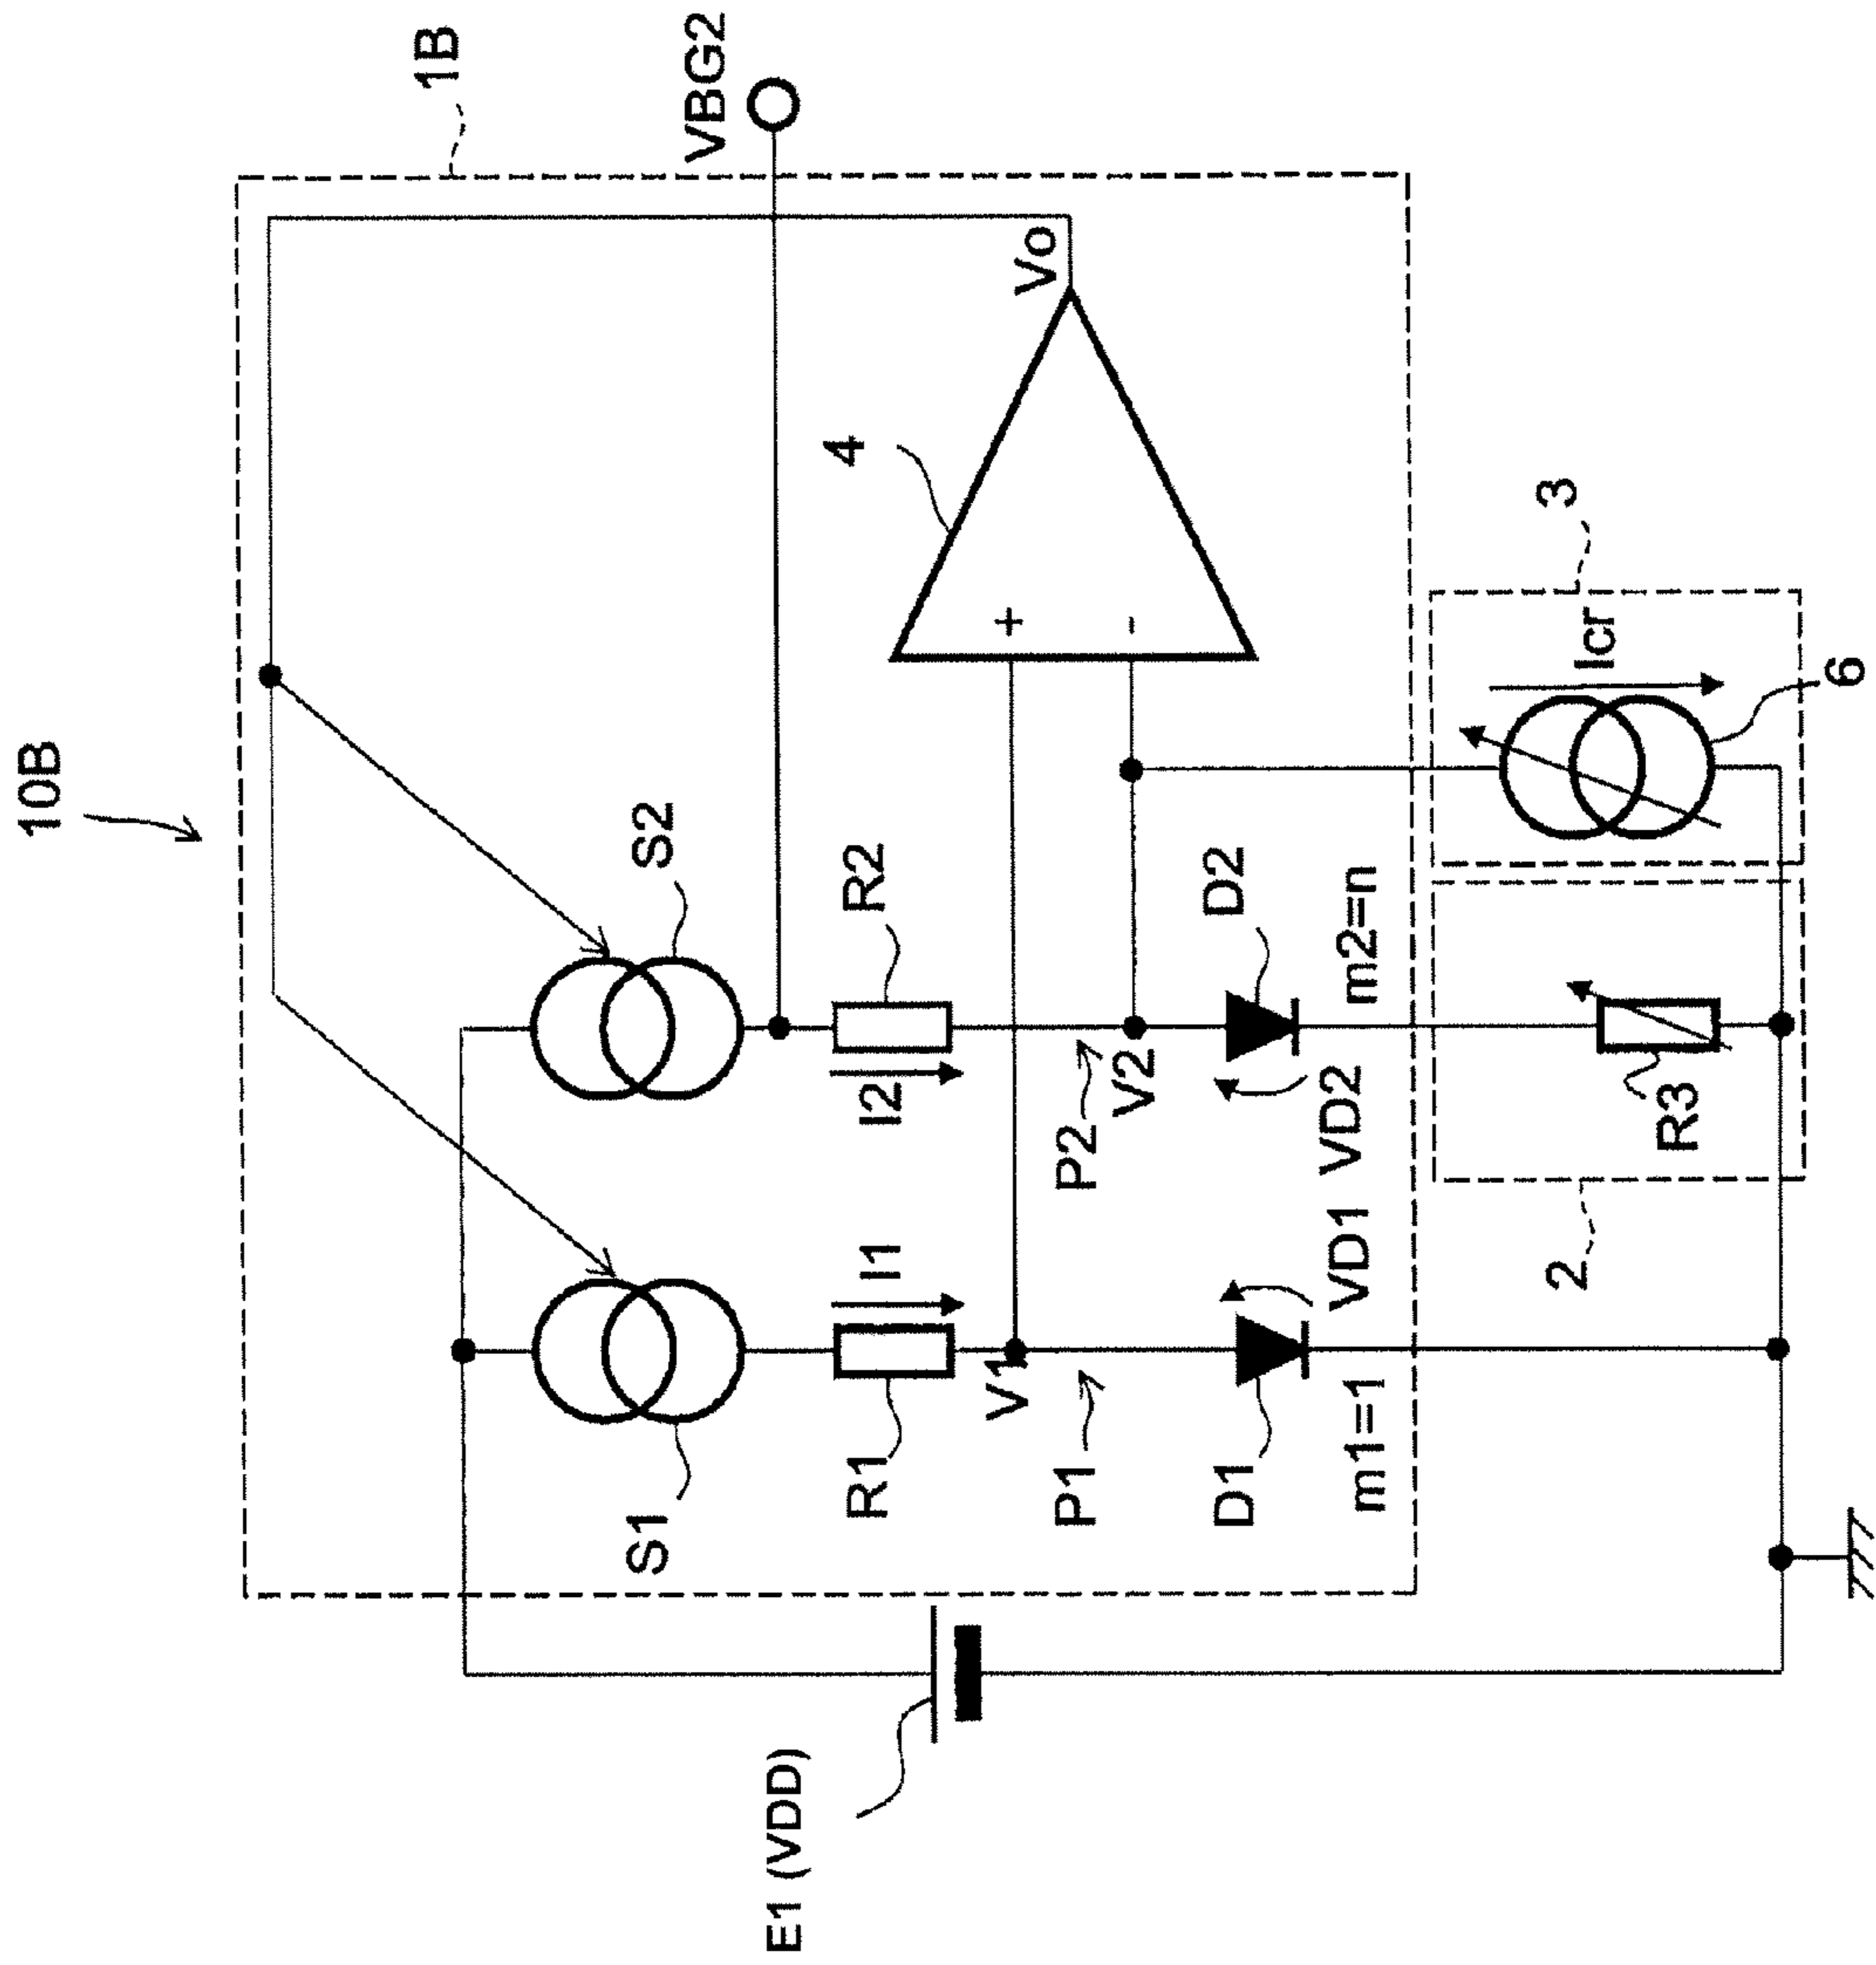 10B
1B
VBG2
S1
S2
R1
I1
I2
R2
4
Vo
+
-
V1
P1
P2
V2
E1 (VDD)
D1
VD1
VD2
D2
m1=1
m2=n
2
R3
3
Icr
6